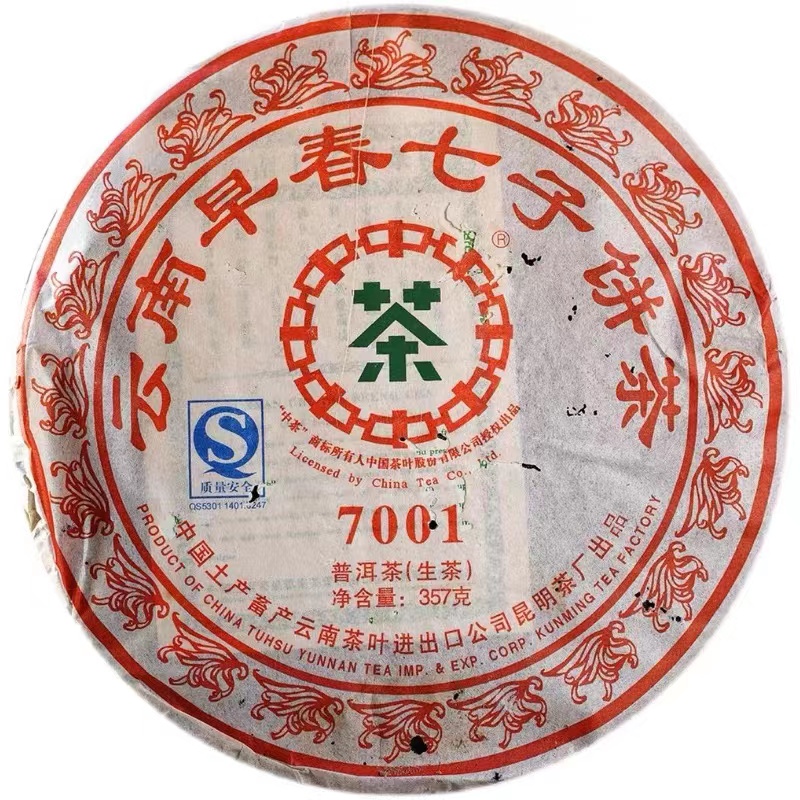 云南早春七子饼茶
®
茶
"中茶"商标所有人中国茶叶股份有限公司授权出品
Licensed by China Tea Co., Ltd.
质量安全
QS5301 1401 0247
7001
普洱茶(生茶)
净含量: 357克
中国土产畜产云南茶叶进出口公司昆明茶厂出品
PRODUCT OF CHINA TUHSU YUNNAN TEA IMP. & EXP. CORP. KUNMING TEA FACTORY